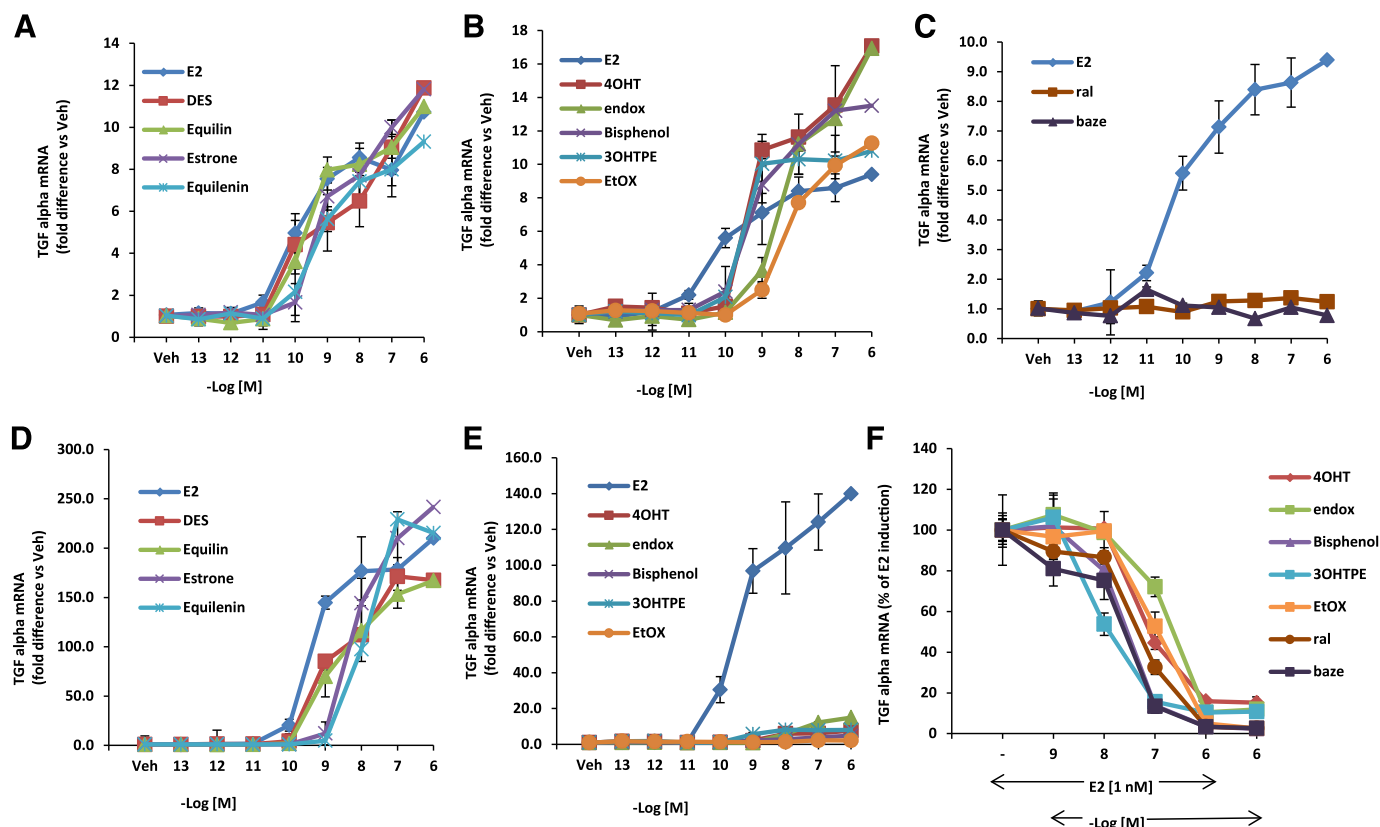 A
TGF alpha mRNA
(fold difference vs Veh)
14
12
10
8
6
4
2
0
E2
DES
Equilin
Estrone
Equilenin
Veh 13 12 11 10 9 8 7 6
-Log [M]
B
TGF alpha mRNA
(fold difference vs Veh)
18
16
14
12
10
8
6
4
2
0
E2
4OHT
endox
Bisphenol
3OHTPE
EtOX
Veh 13 12 11 10 9 8 7 6
-Log [M]
C
TGF alpha mRNA
(fold difference vs Veh)
10.0
9.0
8.0
7.0
6.0
5.0
4.0
3.0
2.0
1.0
0.0
E2
ral
baze
Veh 13 12 11 10 9 8 7 6
-Log [M]
D
TGF alpha mRNA
(fold difference vs Veh)
300.0
250.0
200.0
150.0
100.0
50.0
0.0
E2
DES
Equilin
Estrone
Equilenin
Veh 13 12 11 10 9 8 7 6
-Log [M]
E
TGF alpha mRNA
(fold difference vs Veh)
160.0
140.0
120.0
100.0
80.0
60.0
40.0
20.0
0.0
E2
4OHT
endox
Bisphenol
3OHTPE
EtOX
Veh 13 12 11 10 9 8 7 6
-Log [M]
F
TGF alpha mRNA (% of E2 induction)
140
120
100
80
60
40
20
0
4OHT
endox
Bisphenol
3OHTPE
EtOX
ral
baze
- 9 8 7 6 6
E2 [1 nM]
-Log [M]